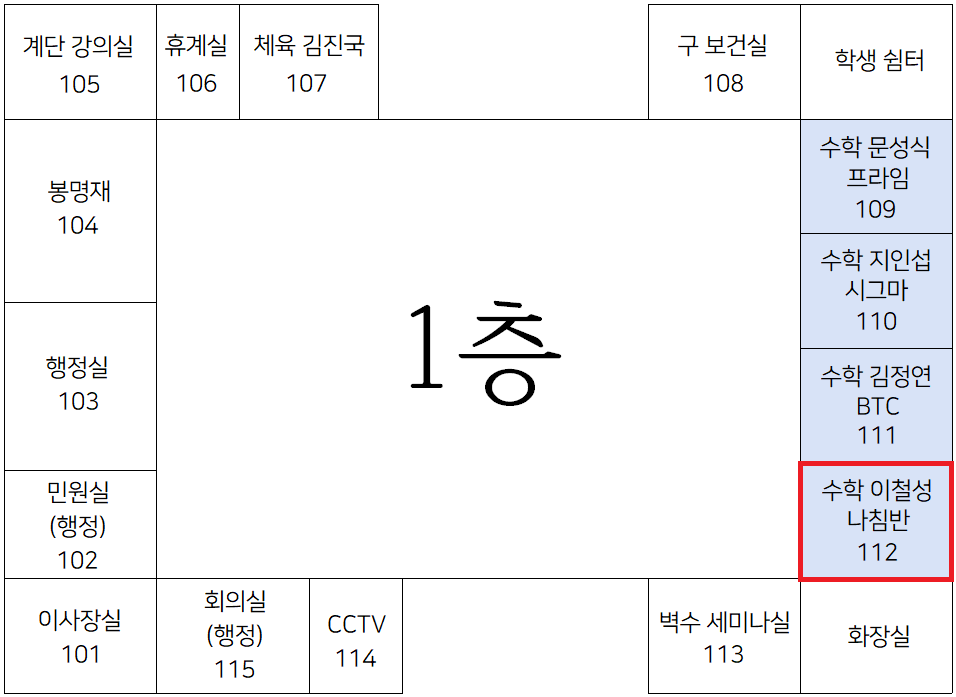 계단 강의실
105
휴계실
106
체육 김진국
107
구 보건실
108
학생 쉼터
봉명재
104
수학 문성식
프라임
109
수학 지인섭
시그마
110
행정실
103
1층
수학 김정연
BTC
111
민원실
(행정)
102
수학 이철성
나침반
112
이사장실
101
회의실
(행정)
115
CCTV
114
벽수 세미나실
113
화장실